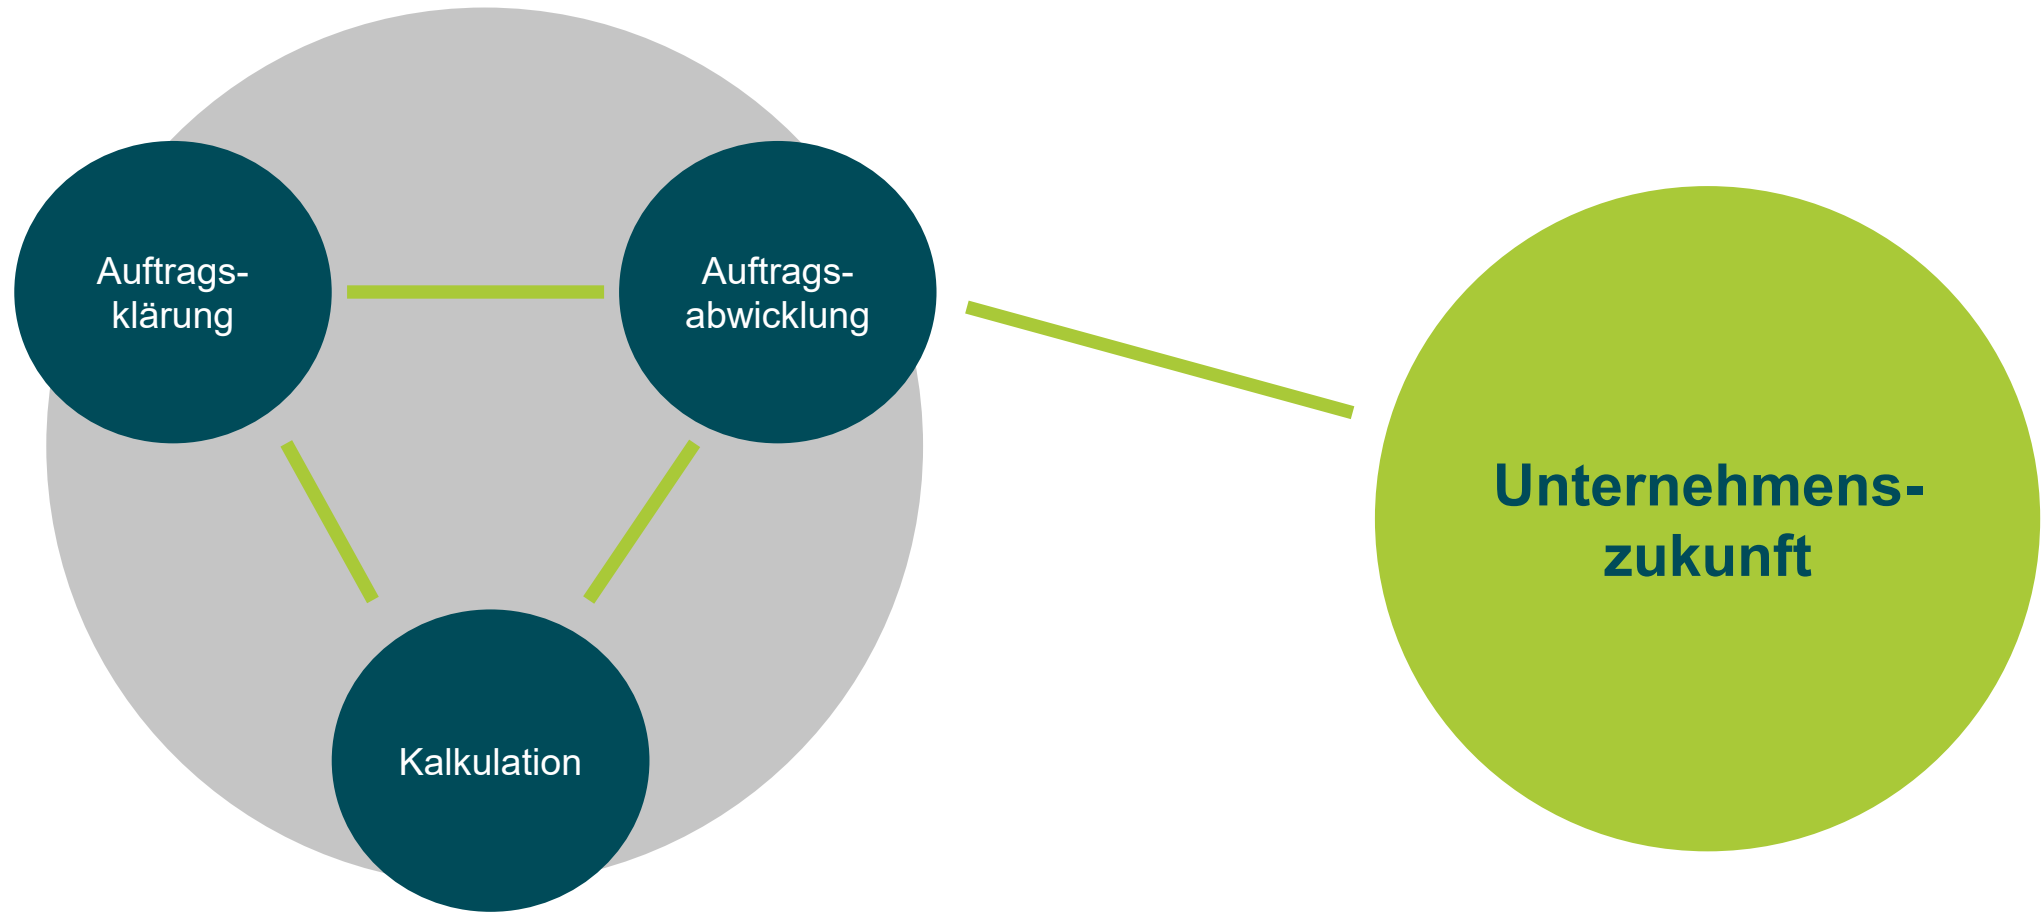 Auftrags-
klärung
Auftrags-
abwicklung
Kalkulation
Unternehmens-
zukunft